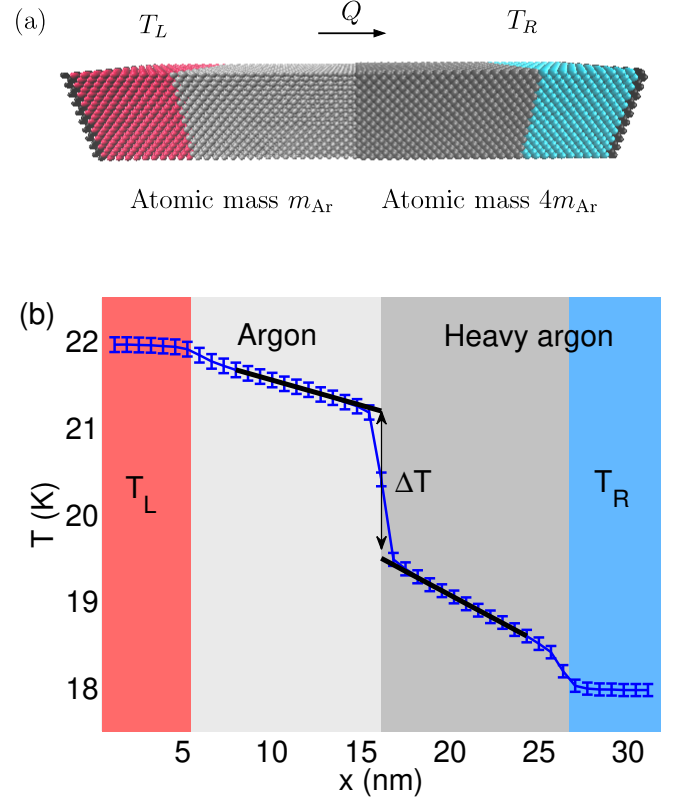 (a)
T_L
Q
T_R
Atomic mass m_Ar
Atomic mass 4m_Ar
(b)
Argon
Heavy argon
22
21
20
19
18
T (K)
T_L
ΔT
T_R
5 10 15 20 25 30
x (nm)